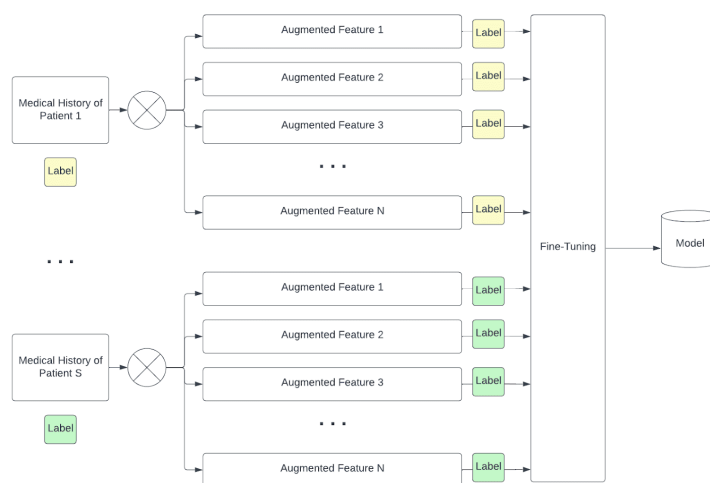 Augmented Feature 1
Label
Augmented Feature 2
Label
Medical History of
Patient 1
Augmented Feature 3
Label
Label
...
Augmented Feature N
Label
Fine-Tuning
Model
...
Augmented Feature 1
Label
Augmented Feature 2
Label
Medical History of
Patient S
Augmented Feature 3
Label
Label
...
Augmented Feature N
Label